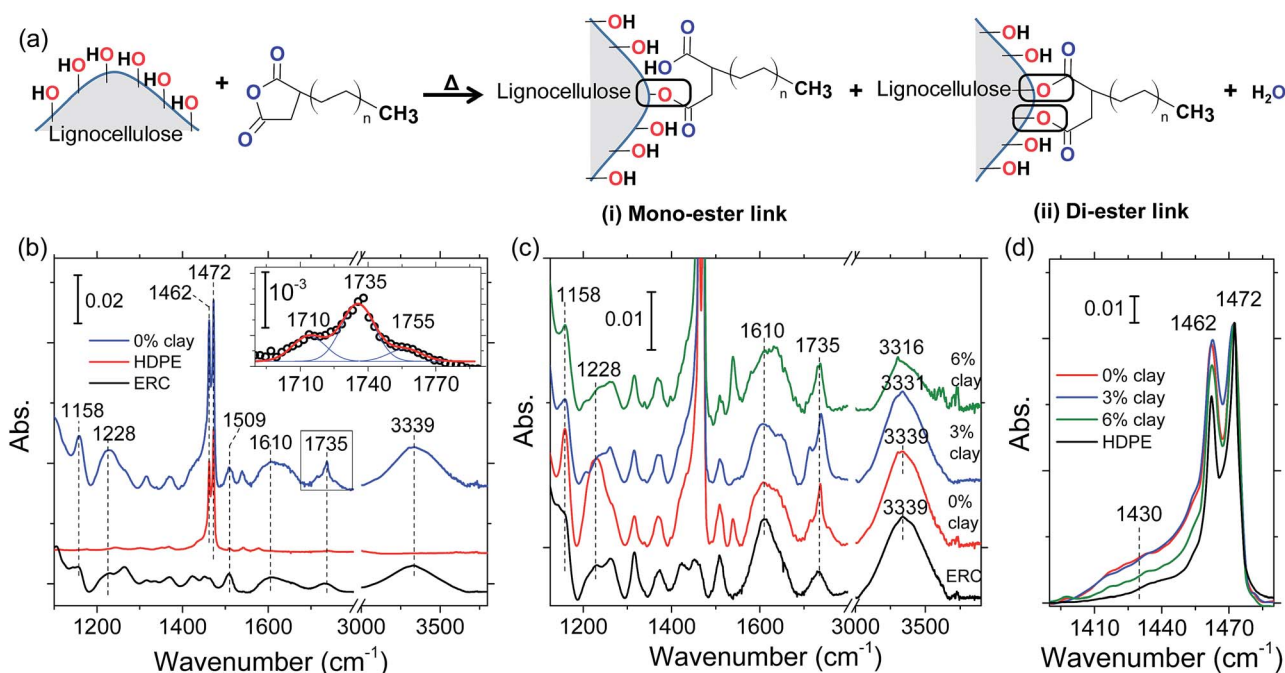 (a)
HO HO HO HO HO HO
Lignocellulose
+
O O O
( )n CH3
Δ
OH
OH
O
HO
Lignocellulose O
O
OH
OH
OH
( )n CH3
(i) Mono-ester link
+
OH
OH
O
Lignocellulose O
O
O
OH
OH
( )n CH3
(ii) Di-ester link
+ H2O
(b)
1472
1462
0.02
0% clay
HDPE
ERC
10-3
1735
1710
1755
1710 1740 1770
1158
1228
1509
1610
1735
3339
Abs.
1200 1400 1600 3000 3500
Wavenumber (cm-1)
(c)
1158
0.01
1610
1228
1735
3316
6% clay
3331
3% clay
3339
0% clay
3339
ERC
Abs.
1200 1400 1600 3000 3500
Wavenumber (cm-1)
(d)
0.01
1472
1462
0% clay
3% clay
6% clay
HDPE
1430
Abs.
1410 1440 1470
Wavenumber (cm-1)